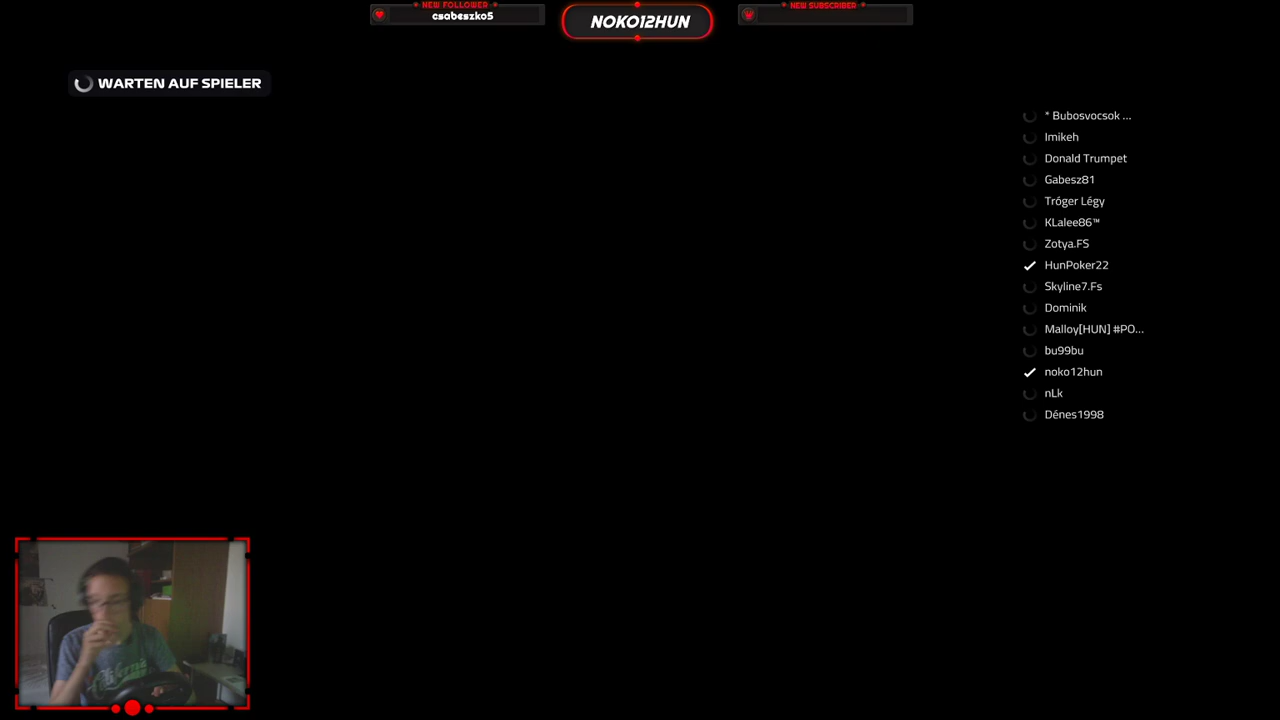 NEW FOLLOWER
csabeszko5
NOKO12HUN
NEW SUBSCRIBER
WARTEN AUF SPIELER
* Bubosvocsok ...
Imikeh
Donald Trumpet
Gabesz81
Tróger Légy
KLalee86™
Zotya.FS
HunPoker22
Skyline7.Fs
Dominik
Malloy[HUN] #PO...
bu99bu
noko12hun
nLk
Dénes1998